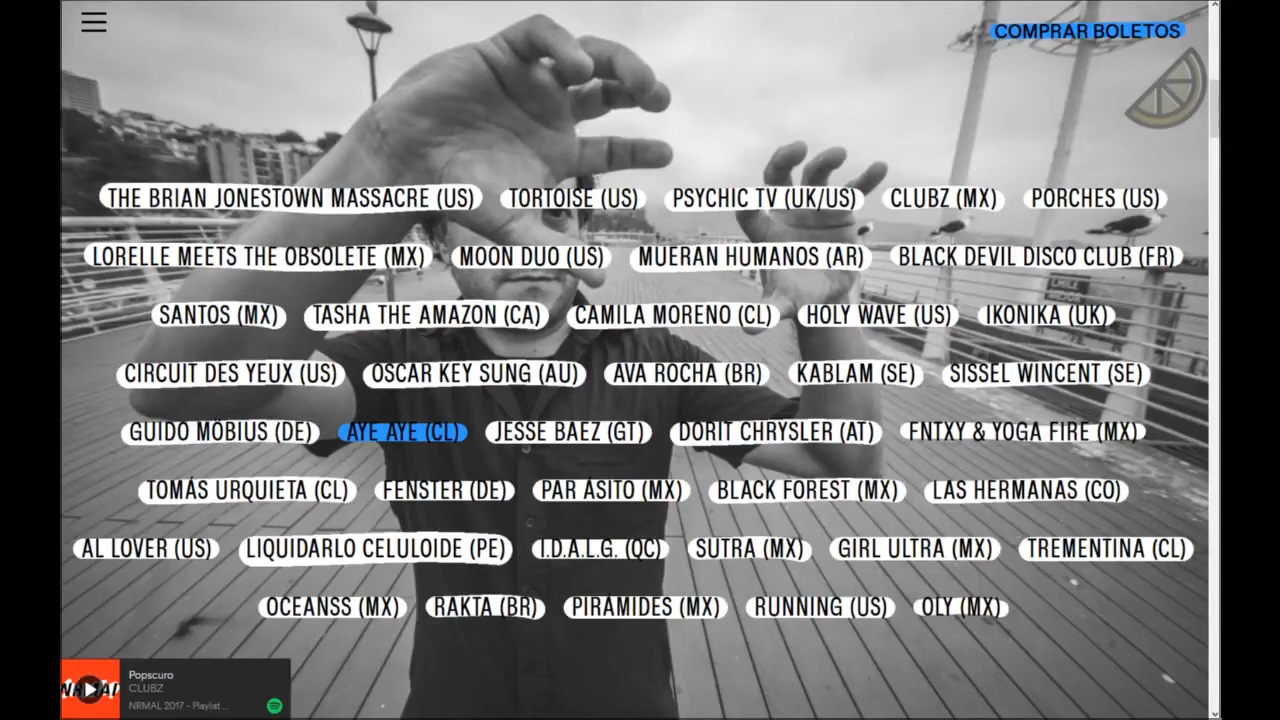 COMPRAR BOLETOS
THE BRIAN JONESTOWN MASSACRE (US) TORTOISE (US) PSYCHIC TV (UK/US) CLUBZ (MX) PORCHES (US)
LORELLE MEETS THE OBSOLETE (MX) MOON DUO (US) MUERAN HUMANOS (AR) BLACK DEVIL DISCO CLUB (FR)
SANTOS (MX) TASHA THE AMAZON (CA) CAMILA MORENO (CL) HOLY WAVE (US) IKONIKA (UK)
CIRCUIT DES YEUX (US) OSCAR KEY SUNG (AU) AVA ROCHA (BR) KABLAM (SE) SISSEL WINCENT (SE)
GUIDO MÖBIUS (DE) AYE AYE (CL) JESSE BAEZ (GT) DORIT CHRYSLER (AT) FNTXY & YOGA FIRE (MX)
TOMÁS URQUIETA (CL) FENSTER (DE) PAR ÁSITO (MX) BLACK FOREST (MX) LAS HERMANAS (CO)
AL LOVER (US) LIQUIDARLO CELULOIDE (PE) I.D.A.L.G. (QC) SUTRA (MX) GIRL ULTRA (MX) TREMENTINA (CL)
OCEANSS (MX) RAKTA (BR) PIRÁMIDES (MX) RUNNING (US) OLY (MX)
Popscuro
CLUBZ
NRMAL 2017 - Playlist ...